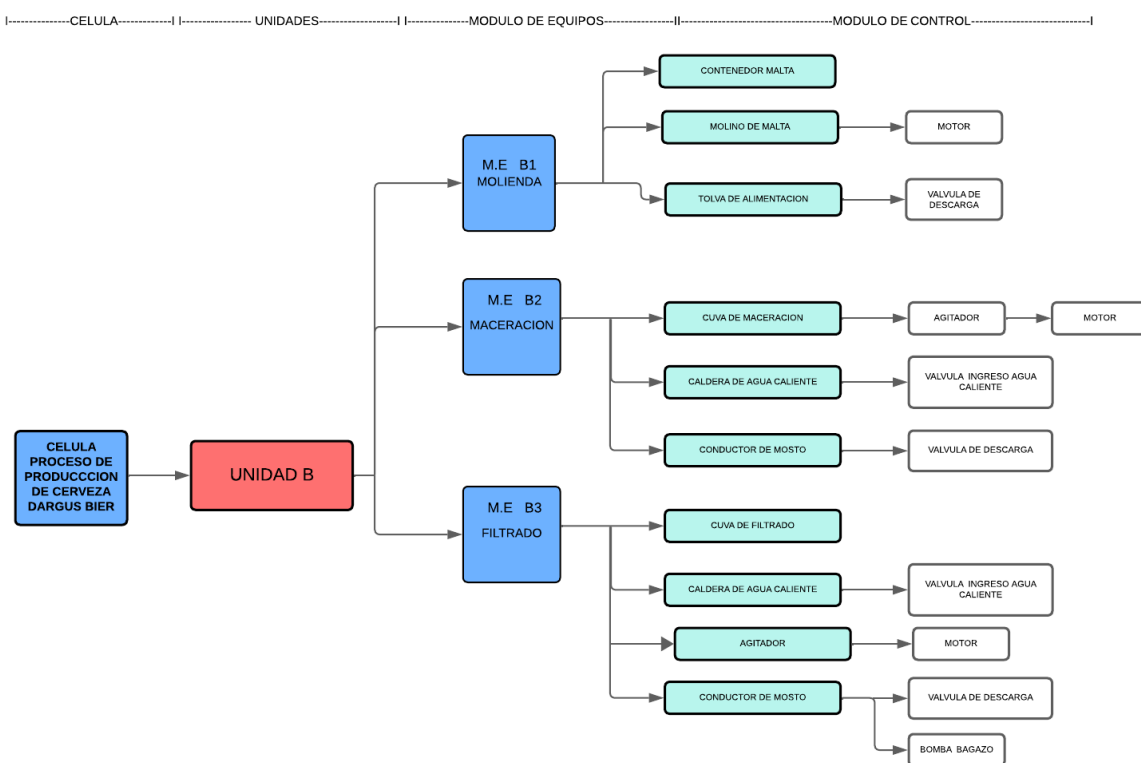 I---------------CELULA-------------I I----------------- UNIDADES-------------------I I---------------MODULO DE EQUIPOS-----------------II-------------------------------------MODULO DE CONTROL-----------------------------I
CONTENEDOR MALTA
MOLINO DE MALTA
MOTOR
M.E B1
MOLIENDA
TOLVA DE ALIMENTACION
VALVULA DE
DESCARGA
M.E B2
MACERACION
CUVA DE MACERACION
AGITADOR
MOTOR
CALDERA DE AGUA CALIENTE
VALVULA INGRESO AGUA
CALIENTE
CONDUCTOR DE MOSTO
VALVULA DE DESCARGA
CELULA
PROCESO DE
PRODUCCCION
DE CERVEZA
DARGUS BIER
UNIDAD B
M.E B3
FILTRADO
CUVA DE FILTRADO
CALDERA DE AGUA CALIENTE
VALVULA INGRESO AGUA
CALIENTE
AGITADOR
MOTOR
CONDUCTOR DE MOSTO
VALVULA DE DESCARGA
BOMBA BAGAZO